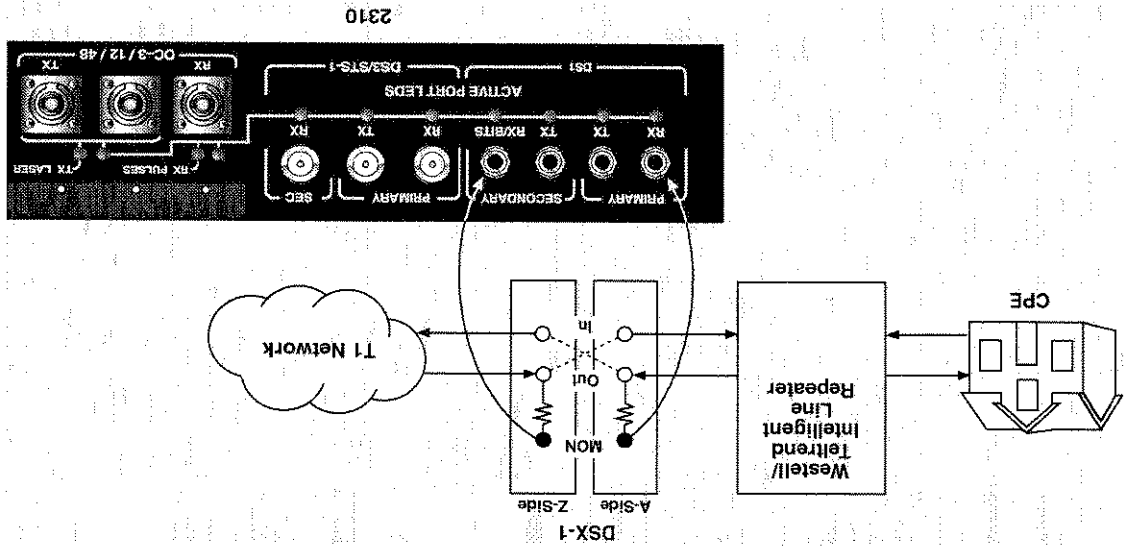 DSX-1
A-Side Z-Side
Westell/
Teltrend
Intelligent
Line
Repeater
MON
Out
In
T1 Network
CPE
PRIMARY SECONDARY PRIMARY SEC
RX PULSES TX LASER
RX TX TX RX/BITS RX TX RX
ACTIVE PORT LEDS
DS1 DS3/STS-1
RX TX
OC-3/12/48
2310